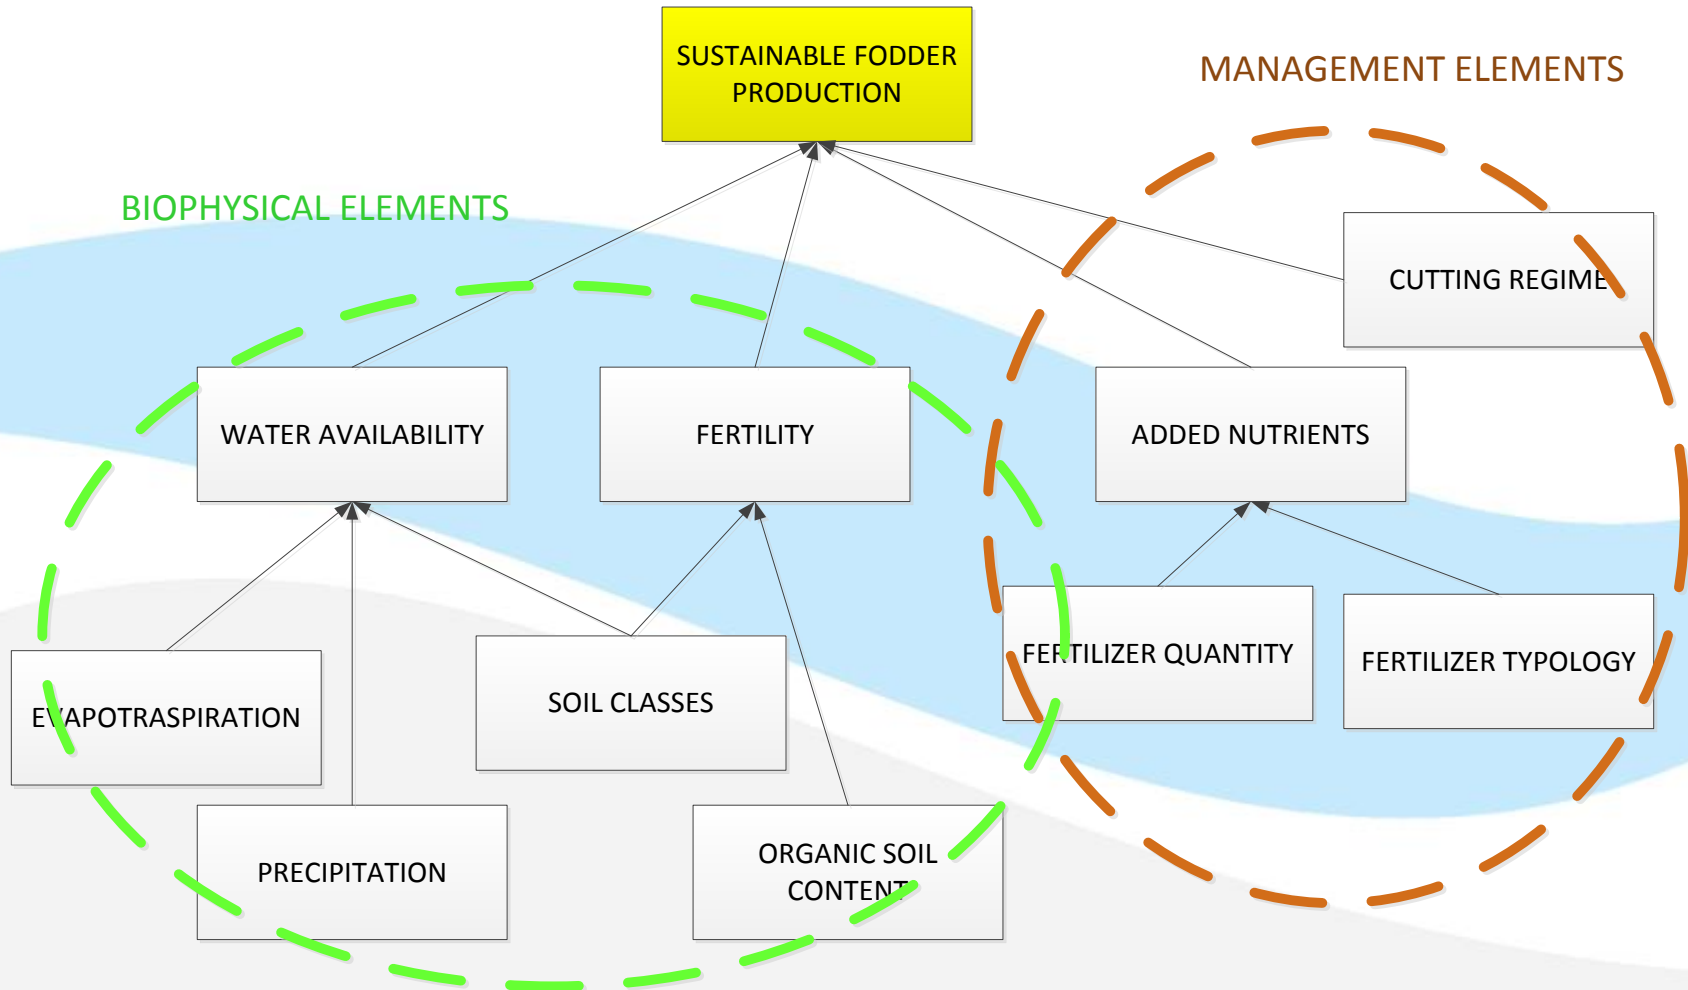 SUSTAINABLE FODDER
PRODUCTION
MANAGEMENT ELEMENTS
BIOPHYSICAL ELEMENTS
CUTTING REGIME
WATER AVAILABILITY
FERTILITY
ADDED NUTRIENTS
FERTILIZER QUANTITY
FERTILIZER TYPOLOGY
EVAPOTRASPIRATION
SOIL CLASSES
PRECIPITATION
ORGANIC SOIL
CONTENT